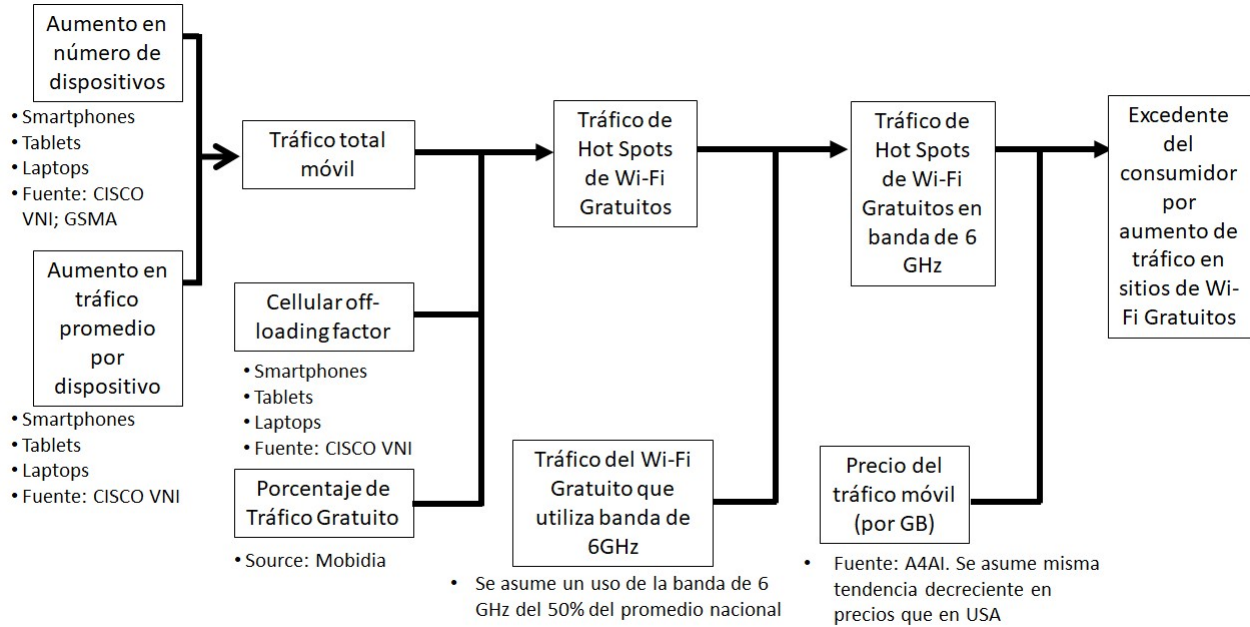 Aumento en
número de
dispositivos
• Smartphones
• Tablets
• Laptops
• Fuente: CISCO
VNI; GSMA
Aumento en
tráfico
promedio
por
dispositivo
• Smartphones
• Tablets
• Laptops
• Fuente: CISCO VNI
Tráfico total
móvil
Cellular off-
loading factor
• Smartphones
• Tablets
• Laptops
• Fuente: CISCO VNI
Porcentaje de
Tráfico Gratuito
• Source: Mobidia
Tráfico de
Hot Spots
de Wi-Fi
Gratuitos
Tráfico del Wi-Fi
Gratuito que
utiliza banda de
6GHz
• Se asume un uso de la banda de 6
GHz del 50% del promedio nacional
Tráfico de
Hot Spots
de Wi-Fi
Gratuitos en
banda de 6
GHz
Precio del
tráfico móvil
(por GB)
• Fuente: A4AI. Se asume misma
tendencia decreciente en
precios que en USA
Excedente
del
consumidor
por
aumento de
tráfico en
sitios de Wi-
Fi Gratuitos